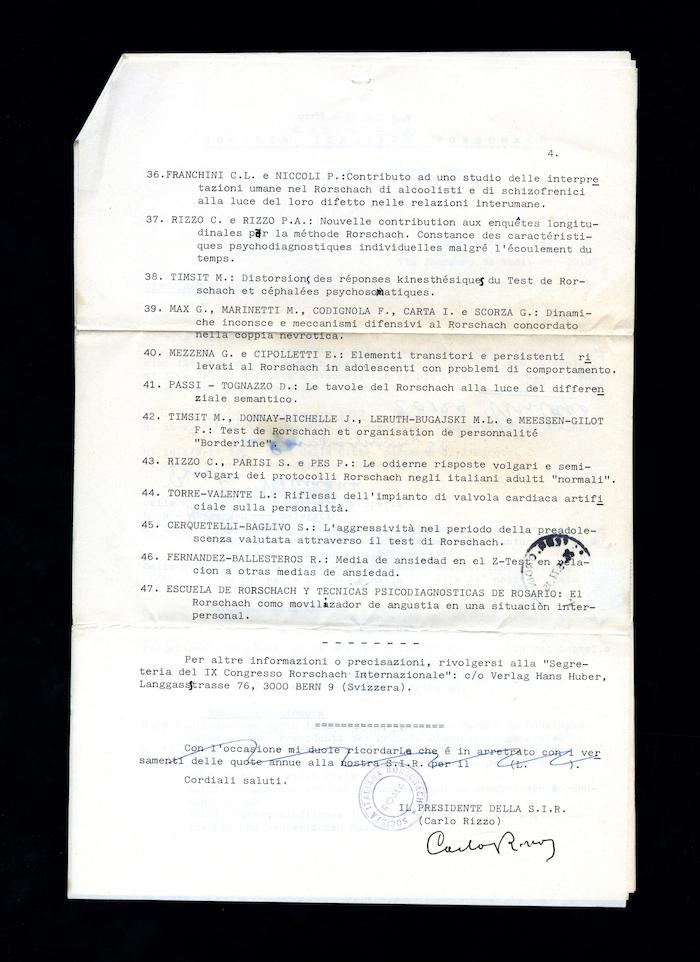 4.
36.FRANCHINI C.L. e NICCOLI P.:Contributo ad uno studio delle interpre
tazioni umane nel Rorschach di alcoolisti e di schizofrenici
alla luce del loro difetto nelle relazioni interumane.
37. RIZZO C. e RIZZO P.A.: Nouvelle contribution aux enquêtes longitu-
dinales par la méthode Rorschach. Constance des caractéristi-
ques psychodiagnostiques individuelles malgré l'écoulement du
temps.
38. TIMSIT M.: Distorsions des réponses kinesthésiques du Test de Ror-
schach et céphalées psychosomatiques.
39. MAX G., MARINETTI M., CODIGNOLA F., CARTA I. e SCORZA G.: Dinami-
che inconsce e meccanismi difensivi al Rorschach concordato
nella coppia nevrotica.
40. MEZZENA G. e CIPOLLETTI E.: Elementi transitori e persistenti ri
levati al Rorschach in adolescenti con problemi di comportamento.
41. PASSI - TOGNAZZO D.: Le tavole del Rorschach alla luce del differen
ziale semantico.
42. TIMSIT M., DONNAY-RICHELLE J., LERUTH-BUGAJSKI M.L. e MEESSEN-GILOT
F.: Test de Rorschach et organisation de personnalité
"Borderline".
43. RIZZO C., PARISI S. e PES P.: Le odierne risposte volgari e semi-
volgari dei protocolli Rorschach negli italiani adulti "normali".
44. TORRE-VALENTE L.: Riflessi dell'impianto di valvola cardiaca artifi
ciale sulla personalità.
45. CERQUETELLI-BAGLIVO S.: L'aggressività nel periodo della preadole-
scenza valutata attraverso il test di Rorschach.
46. FERNANDEZ-BALLESTEROS R.: Media de ansiedad en el Z-Test en rela-
cion a otras medias de ansiedad.
47. ESCUELA DE RORSCHACH Y TECNICAS PSICODIAGNOSTICAS DE ROSARIO: El
Rorschach como movilizador de angustia en una situaciòn inter-
personal.
- - - - - - - -
Per altre informazioni o precisazioni, rivolgersi alla "Segre-
teria del IX Congresso Rorschach Internazionale": c/o Verlag Hans Huber,
Langgasstrasse 76, 3000 BERN 9 (Svizzera).
====================
Con l'occasione mi duole ricordarLe che é in arretrato con i ver
samenti delle quote annue alla nostra S.I.R. per il (L. ).
Cordiali saluti.
SOCIETÀ ITALIANA RORSCHACH
ROMA
IL PRESIDENTE DELLA S.I.R.
(Carlo Rizzo)
Carlo Rizzo